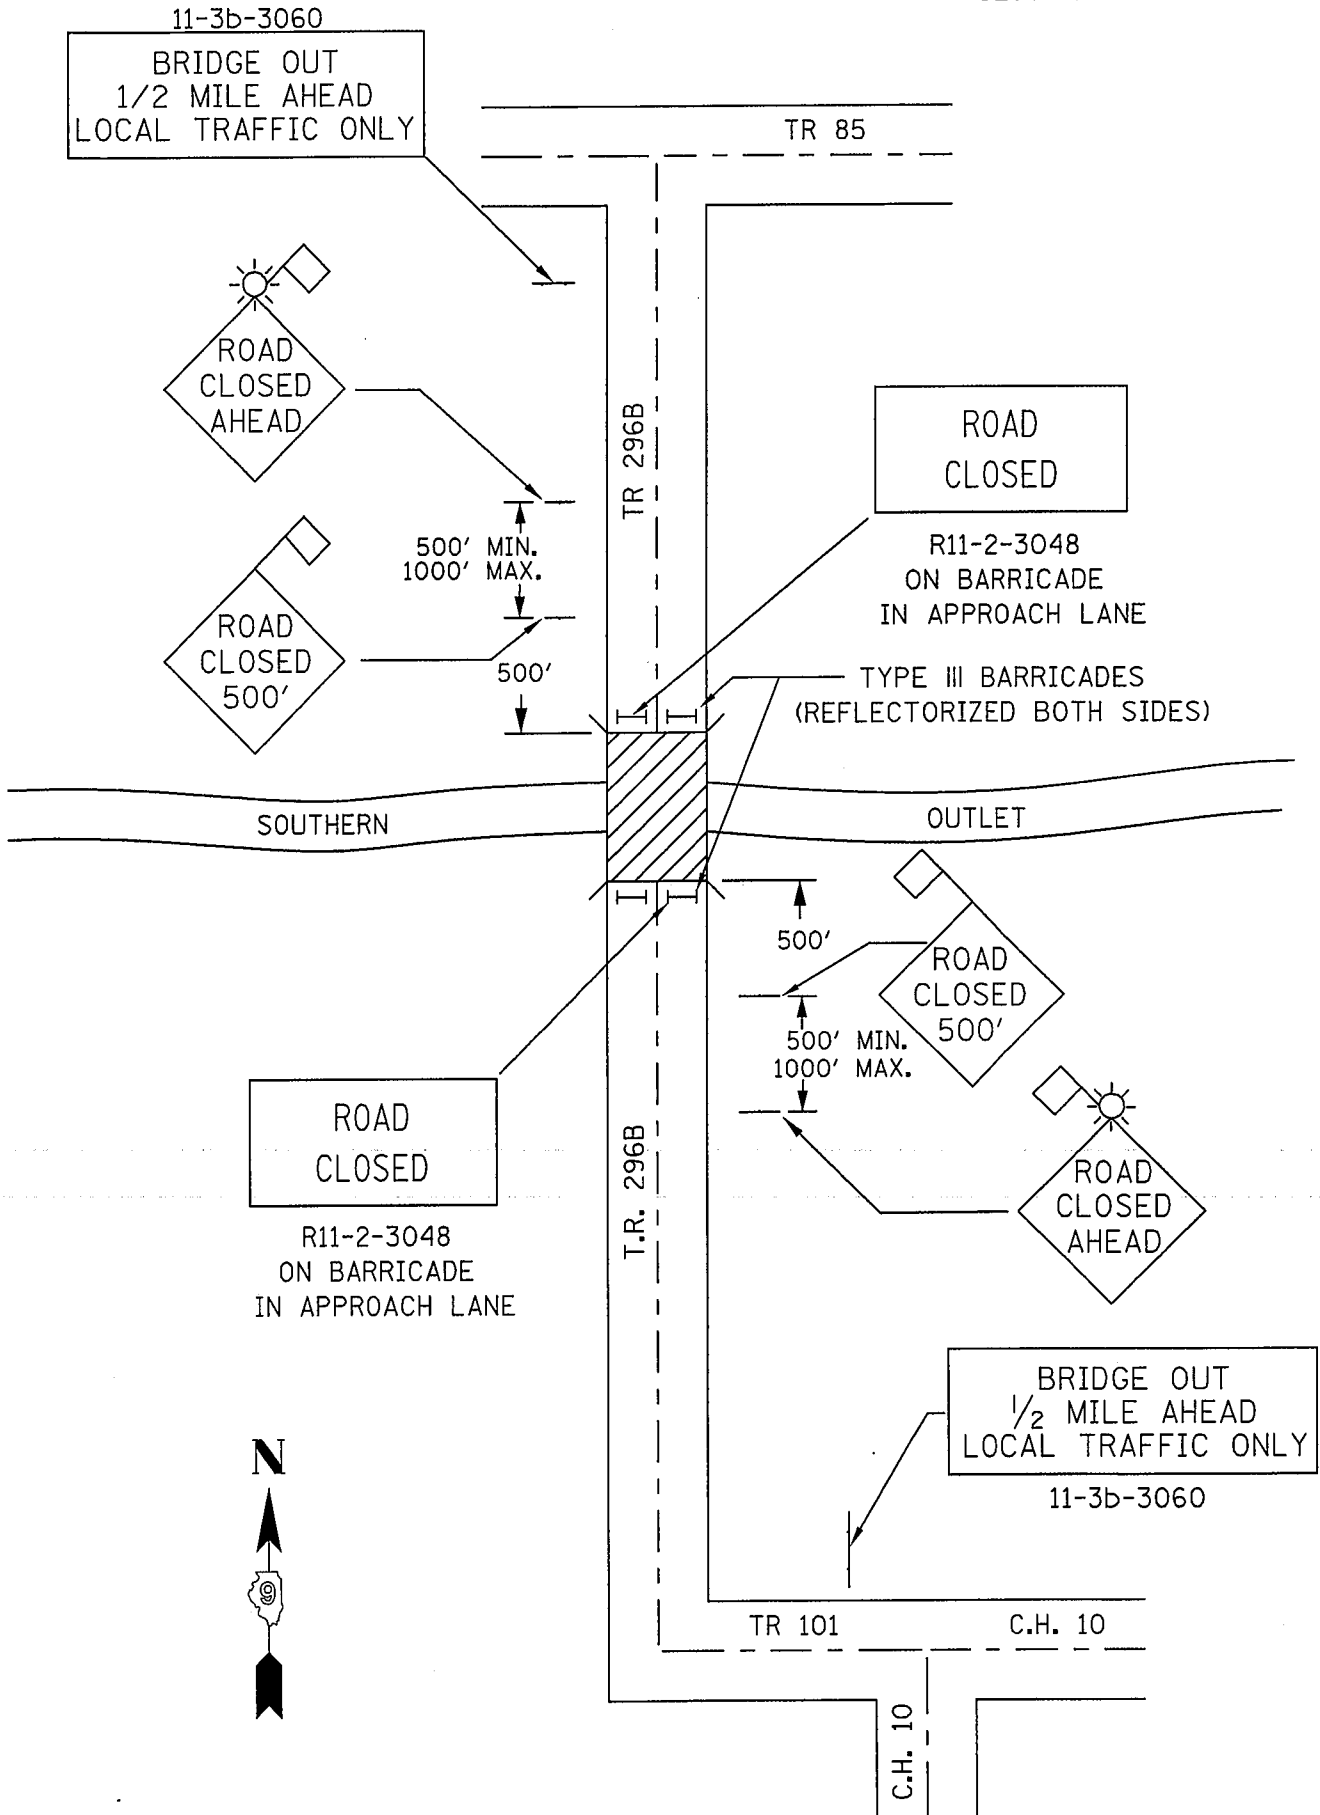 11-3b-3060
BRIDGE OUT
1/2 MILE AHEAD
LOCAL TRAFFIC ONLY
TR 85
ROAD
CLOSED
AHEAD
TR 296B
ROAD
CLOSED
R11-2-3048
ON BARRICADE
IN APPROACH LANE
500' MIN.
1000' MAX.
ROAD
CLOSED
500'
500'
TYPE III BARRICADES
(REFLECTORIZED BOTH SIDES)
SOUTHERN
OUTLET
500'
ROAD
CLOSED
500'
500' MIN.
1000' MAX.
ROAD
CLOSED
R11-2-3048
ON BARRICADE
IN APPROACH LANE
T.R. 296B
ROAD
CLOSED
AHEAD
BRIDGE OUT
1/2 MILE AHEAD
LOCAL TRAFFIC ONLY
11-3b-3060
N
9
TR 101
C.H. 10
C.H. 10